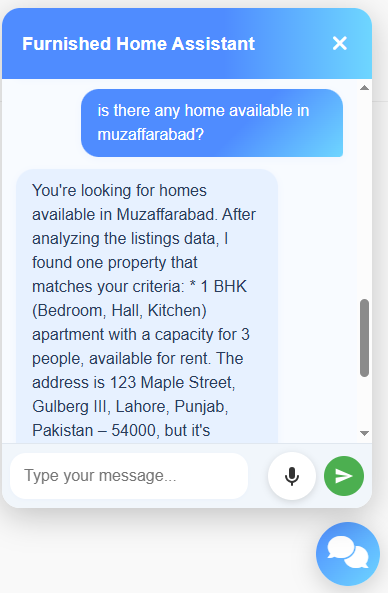 Furnished Home Assistant
is there any home available in
muzaffarabad?
You're looking for homes
available in Muzaffarabad. After
analyzing the listings data, I
found one property that
matches your criteria: * 1 BHK
(Bedroom, Hall, Kitchen)
apartment with a capacity for 3
people, available for rent. The
address is 123 Maple Street,
Gulberg III, Lahore, Punjab,
Pakistan – 54000, but it's
Type your message...